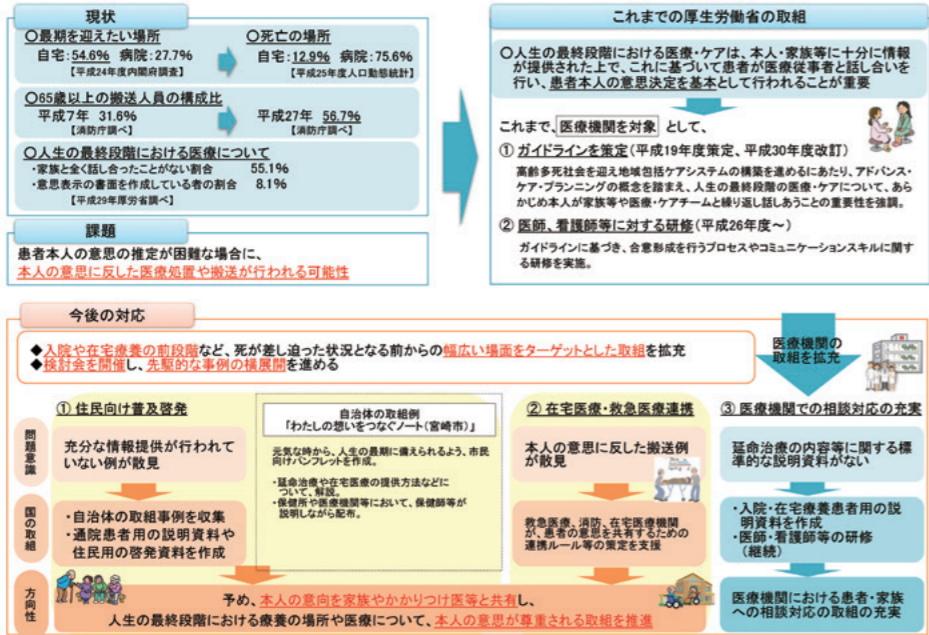 現状
○最期を迎えたい場所
自宅:54.6% 病院:27.7%
【平成24年度内閣府調査】
○死亡の場所
自宅:12.9% 病院:75.6%
【平成25年度人口動態統計】
○65歳以上の搬送人員の構成比
平成7年 31.6%
【消防庁調べ】
平成27年 56.7%
【消防庁調べ】
○人生の最終段階における医療について
・家族と全く話し合ったことがない割合 55.1%
・意思表示の書面を作成している者の割合 8.1%
【平成29年厚労省調べ】
課題
患者本人の意思の推定が困難な場合に、
本人の意思に反した医療処置や搬送が行われる可能性
これまでの厚生労働省の取組
○人生の最終段階における医療・ケアは、本人・家族等に十分に情報
が提供された上で、これに基づいて患者が医療従事者と話し合いを
行い、患者本人の意思決定を基本として行われることが重要
これまで、医療機関を対象 として、
① ガイドラインを策定(平成19年度策定、平成30年度改訂)
高齢多死社会を迎え地域包括ケアシステムの構築を進めるにあたり、アドバンス・
ケア・プランニングの概念を踏まえ、人生の最終段階の医療・ケアについて、あら
かじめ本人が家族等や医療・ケアチームと繰り返し話しあうことの重要性を強調。
② 医師、看護師等に対する研修(平成26年度~)
ガイドラインに基づき、合意形成を行うプロセスやコミュニケーションスキルに関す
る研修を実施。
今後の対応
◆入院や在宅療養の前段階など、死が差し迫った状況となる前からの幅広い場面をターゲットとした取組を拡充
◆検討会を開催し、先駆的な事例の横展開を進める
医療機関の
取組を拡充
問題意識
国の取組
方向性
① 住民向け普及啓発
充分な情報提供が行われて
いない例が散見
・自治体の取組事例を収集
・通院患者用の説明資料や
住民用の啓発資料を作成
自治体の取組例
「わたしの想いをつなぐノート(宮崎市)」
元気な時から、人生の最期に備えられるよう、市民
向けパンフレットを作成。
・延命治療や在宅医療の提供方法などに
ついて、解説。
・保健所や医療機関等において、保健師等が
説明しながら配布。
② 在宅医療・救急医療連携
本人の意思に反した搬送例
が散見
救急医療、消防、在宅医療機関
が、患者の意思を共有するための
連携ルール等の策定を支援
③ 医療機関での相談対応の充実
延命治療の内容等に関する標
準的な説明資料がない
・入院・在宅療養患者用の説
明資料を作成
・医師・看護師等の研修
(継続)
医療機関における患者・家族
への相談対応の取組の充実
予め、本人の意向を家族やかかりつけ医等と共有し、
人生の最終段階における療養の場所や医療について、本人の意思が尊重される取組を推進